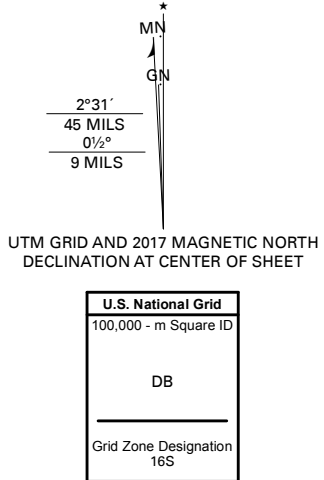 MN
GN
2°31´
45 MILS
0½°
9 MILS
UTM GRID AND 2017 MAGNETIC NORTH
DECLINATION AT CENTER OF SHEET
U.S. National Grid
100,000 - m Square ID
DB
Grid Zone Designation
16S